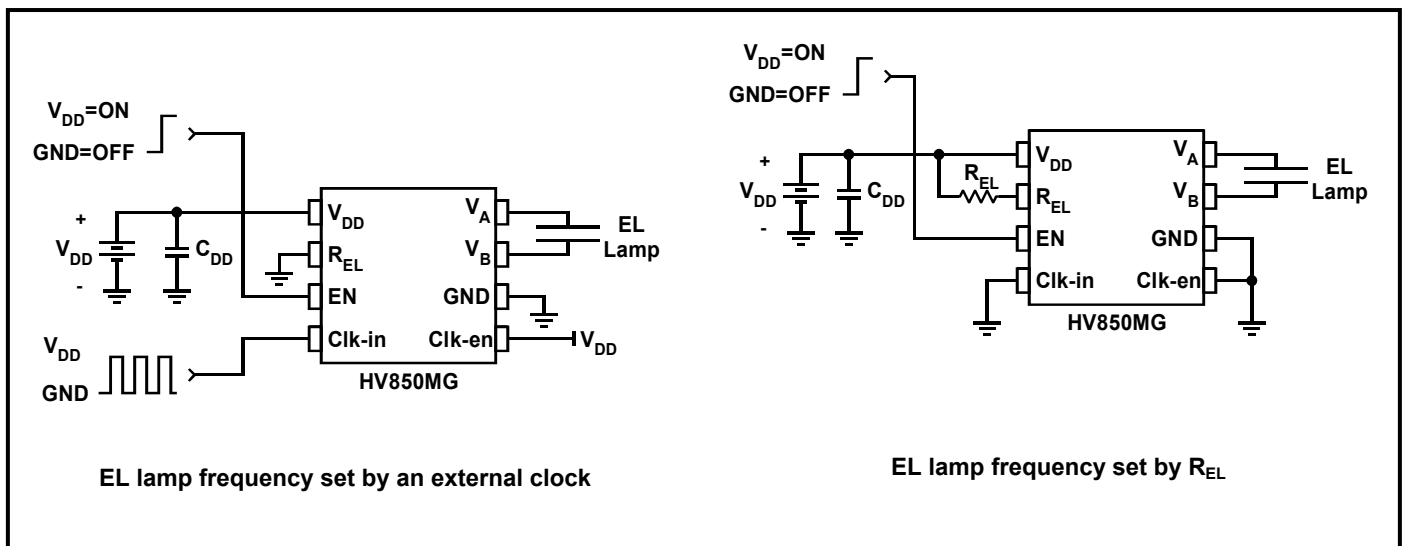 V_DD=ON
GND=OFF
+
V_DD
-
C_DD
V_DD
R_EL
EN
Clk-in
V_A
V_B
GND
Clk-en
EL
Lamp
V_DD
HV850MG
V_DD
GND
EL lamp frequency set by an external clock
V_DD=ON
GND=OFF
+
V_DD
-
C_DD
R_EL
V_DD
R_EL
EN
Clk-in
V_A
V_B
GND
Clk-en
EL
Lamp
HV850MG
EL lamp frequency set by R_EL